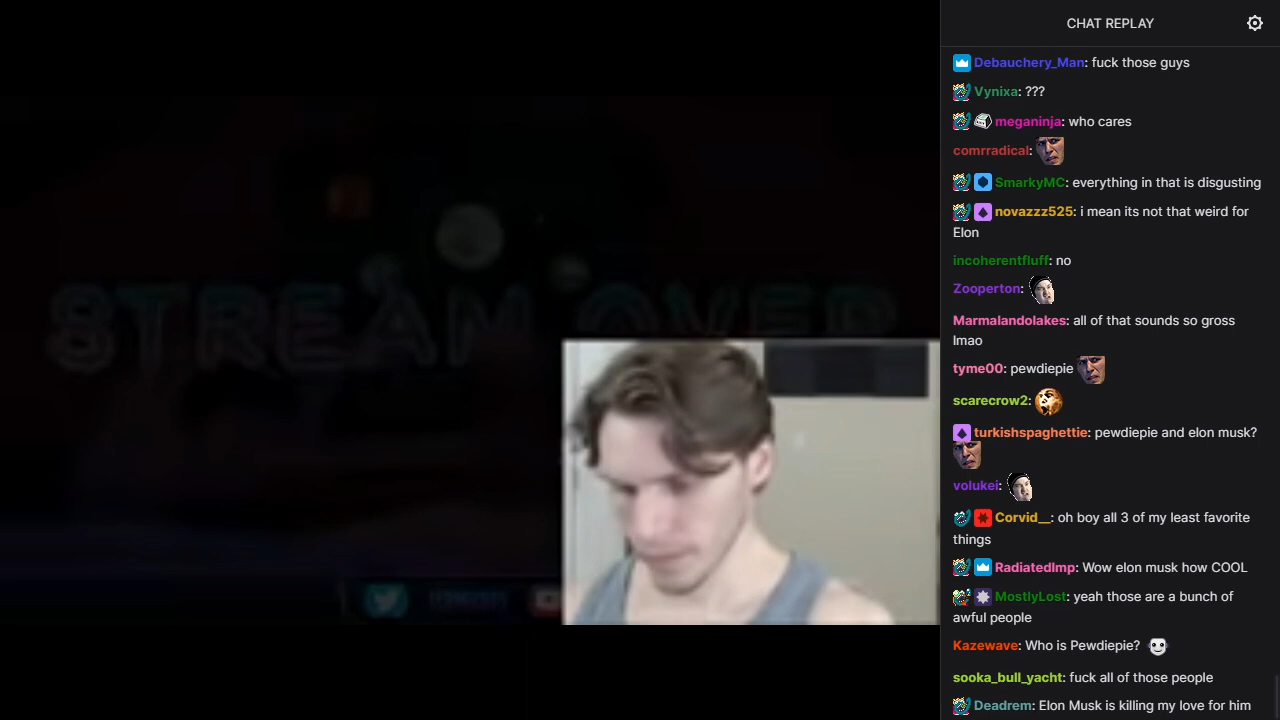 CHAT REPLAY
Debauchery_Man: fuck those guys
Vynixa: ???
meganinja: who cares
comrradical:
SmarkyMC: everything in that is disgusting
novazzz525: i mean its not that weird for
Elon
incoherentfluff: no
Zooperton:
Marmalandolakes: all of that sounds so gross
lmao
tyme00: pewdiepie
scarecrow2:
turkishspaghettie: pewdiepie and elon musk?
volukei:
Corvid__: oh boy all 3 of my least favorite
things
RadiatedImp: Wow elon musk how COOL
MostlyLost: yeah those are a bunch of
awful people
Kazewave: Who is Pewdiepie?
sooka_bull_yacht: fuck all of those people
Deadrem: Elon Musk is killing my love for him
STREAM OVER